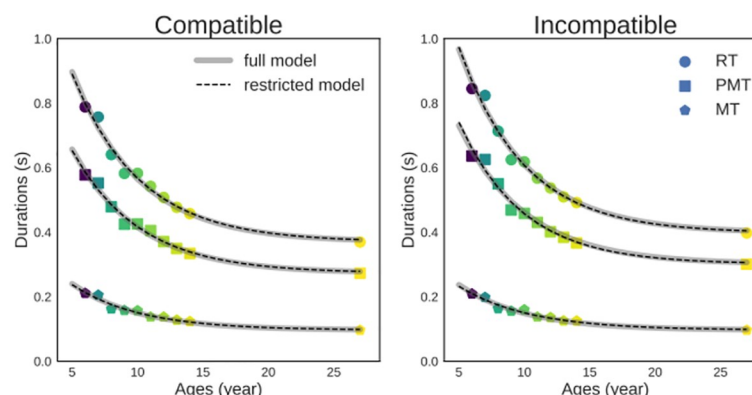 Compatible
1.0
0.8
0.6
0.4
0.2
0.0
Durations (s)
full model
restricted model
5
10
15
20
25
Ages (year)
Incompatible
1.0
0.8
0.6
0.4
0.2
0.0
Durations (s)
RT
PMT
MT
5
10
15
20
25
Ages (year)